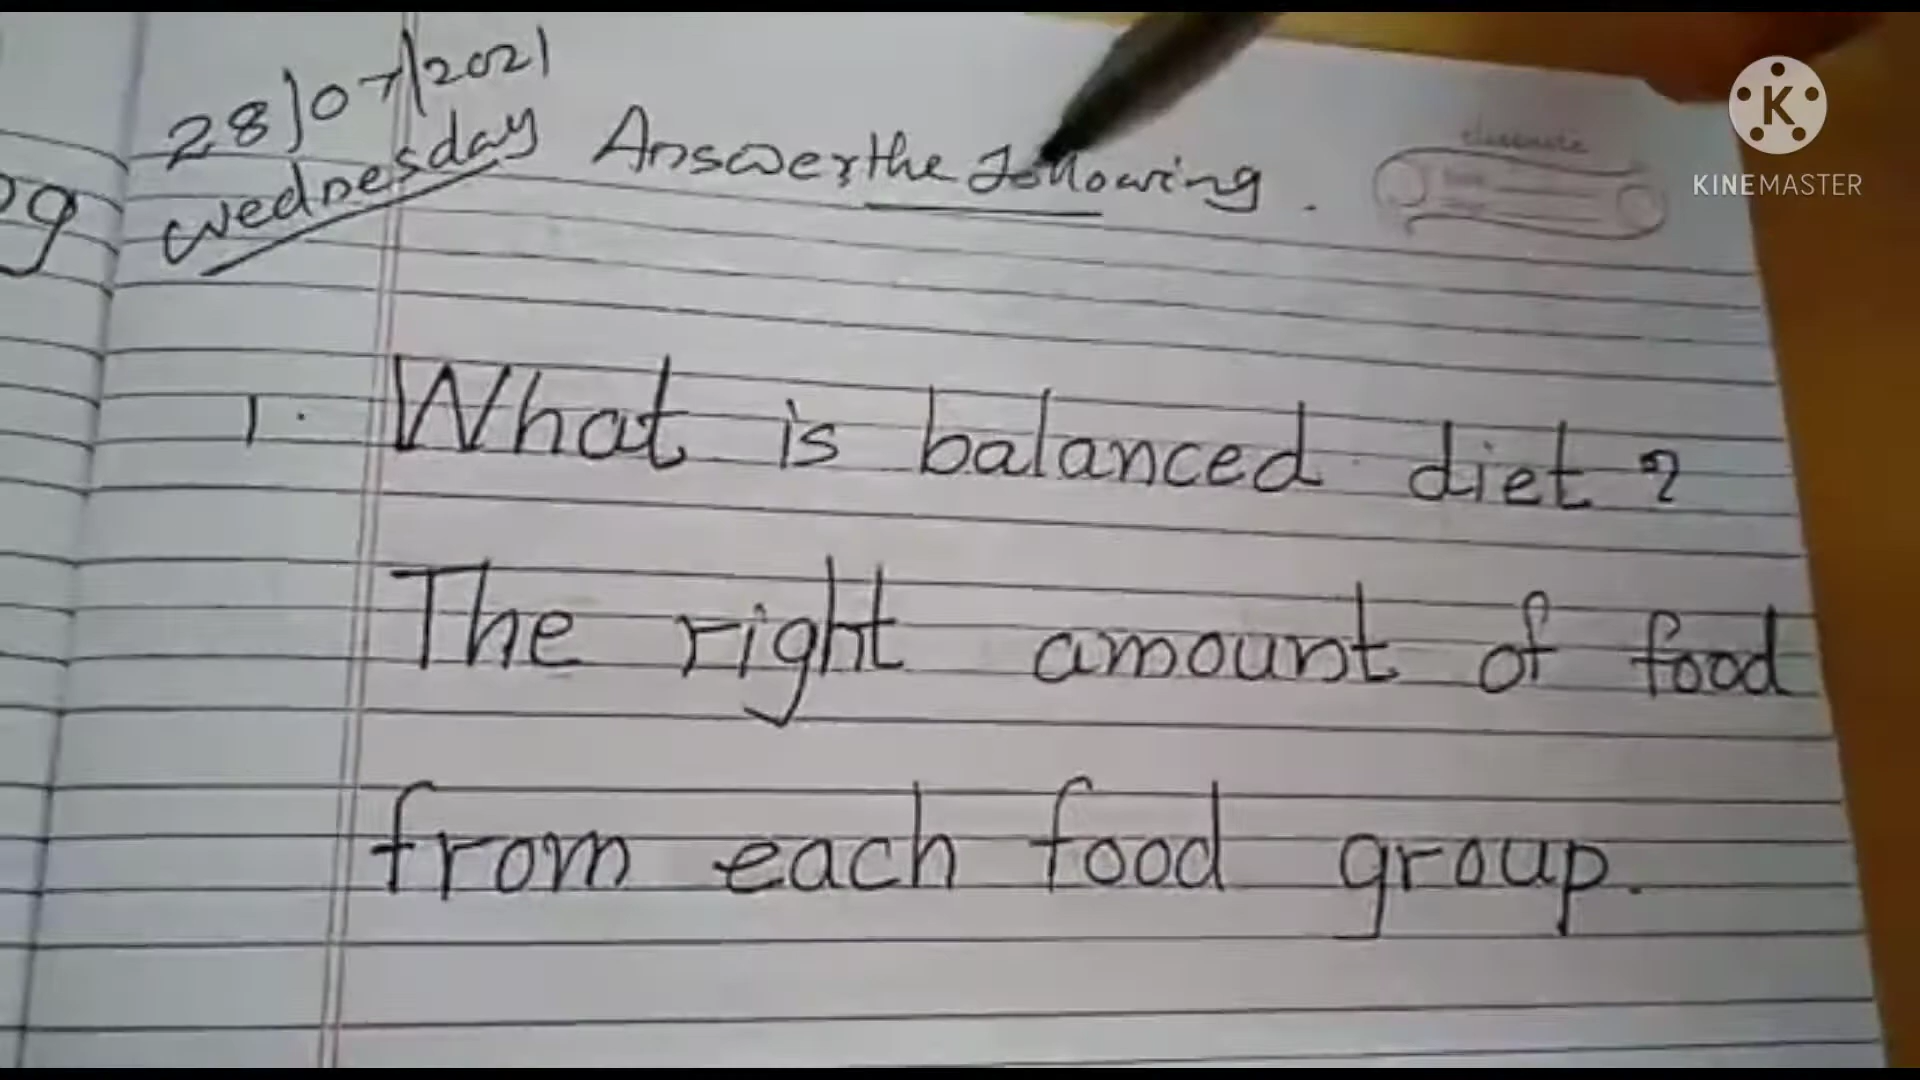 28/07/2021
Wednesday
Answer the following.
1. What is balanced diet?
The right amount of food
from each food group.
classmate
KINEMASTER